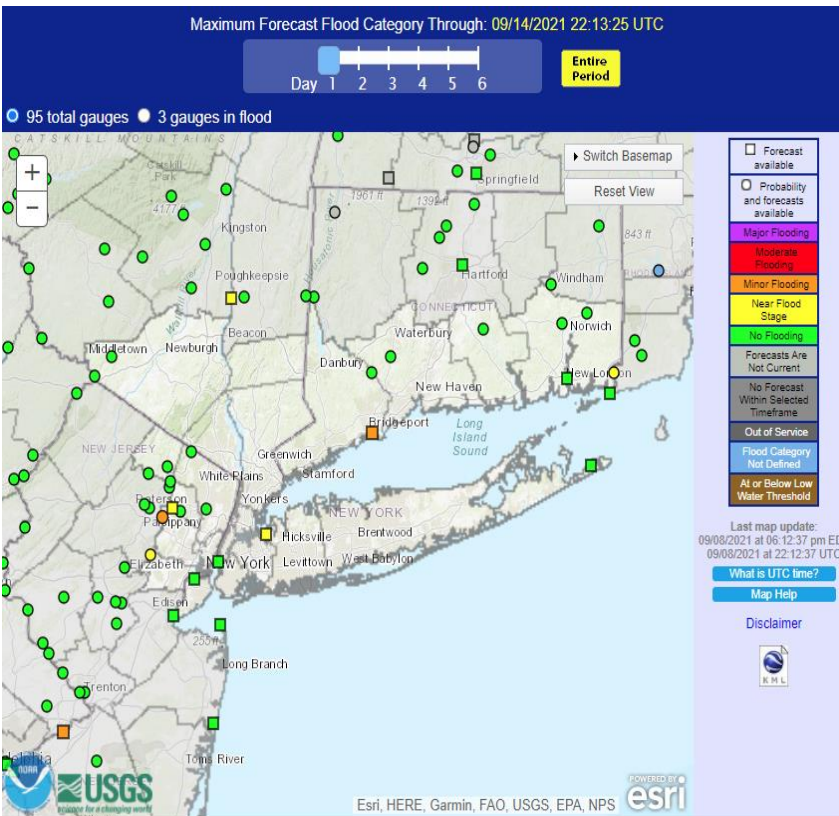 Maximum Forecast Flood Category Through: 09/14/2021 22:13:25 UTC
Day 1 2 3 4 5 6
Entire
Period
95 total gauges 3 gauges in flood
CATSKILL MOUNTAINS
Catskill
Park
4177 ft
+
−
1961 ft
1392 ft
Springfield
Switch Basemap
Reset View
843 ft
Kingston
Housatonic River
Poughkeepsie
Hartford
Windham
RHODE ISLA
CONNECTICUT
Wallkill River
Beacon
Waterbury
Norwich
Middletown
Newburgh
Danbury
New London
New Haven
Bridgeport
Long
Island
Sound
NEW JERSEY
Greenwich
White Plains
Stamford
Paterson
Yonkers
NEW YORK
Parsippany
Hicksville
Brentwood
Elizabeth
New York
Levittown
West Babylon
Edison
255 ft
Long Branch
Trenton
delphia
Toms River
NOAA
USGS
science for a changing world
Esri, HERE, Garmin, FAO, USGS, EPA, NPS
POWERED BY
esri
Forecast
available
Probability
and forecasts
available
Major Flooding
Moderate
Flooding
Minor Flooding
Near Flood
Stage
No Flooding
Forecasts Are
Not Current
No Forecast
Within Selected
Timeframe
Out of Service
Flood Category
Not Defined
At or Below Low
Water Threshold
Last map update:
09/08/2021 at 06:12:37 pm ED
09/08/2021 at 22:12:37 UTC
What is UTC time?
Map Help
Disclaimer
KML